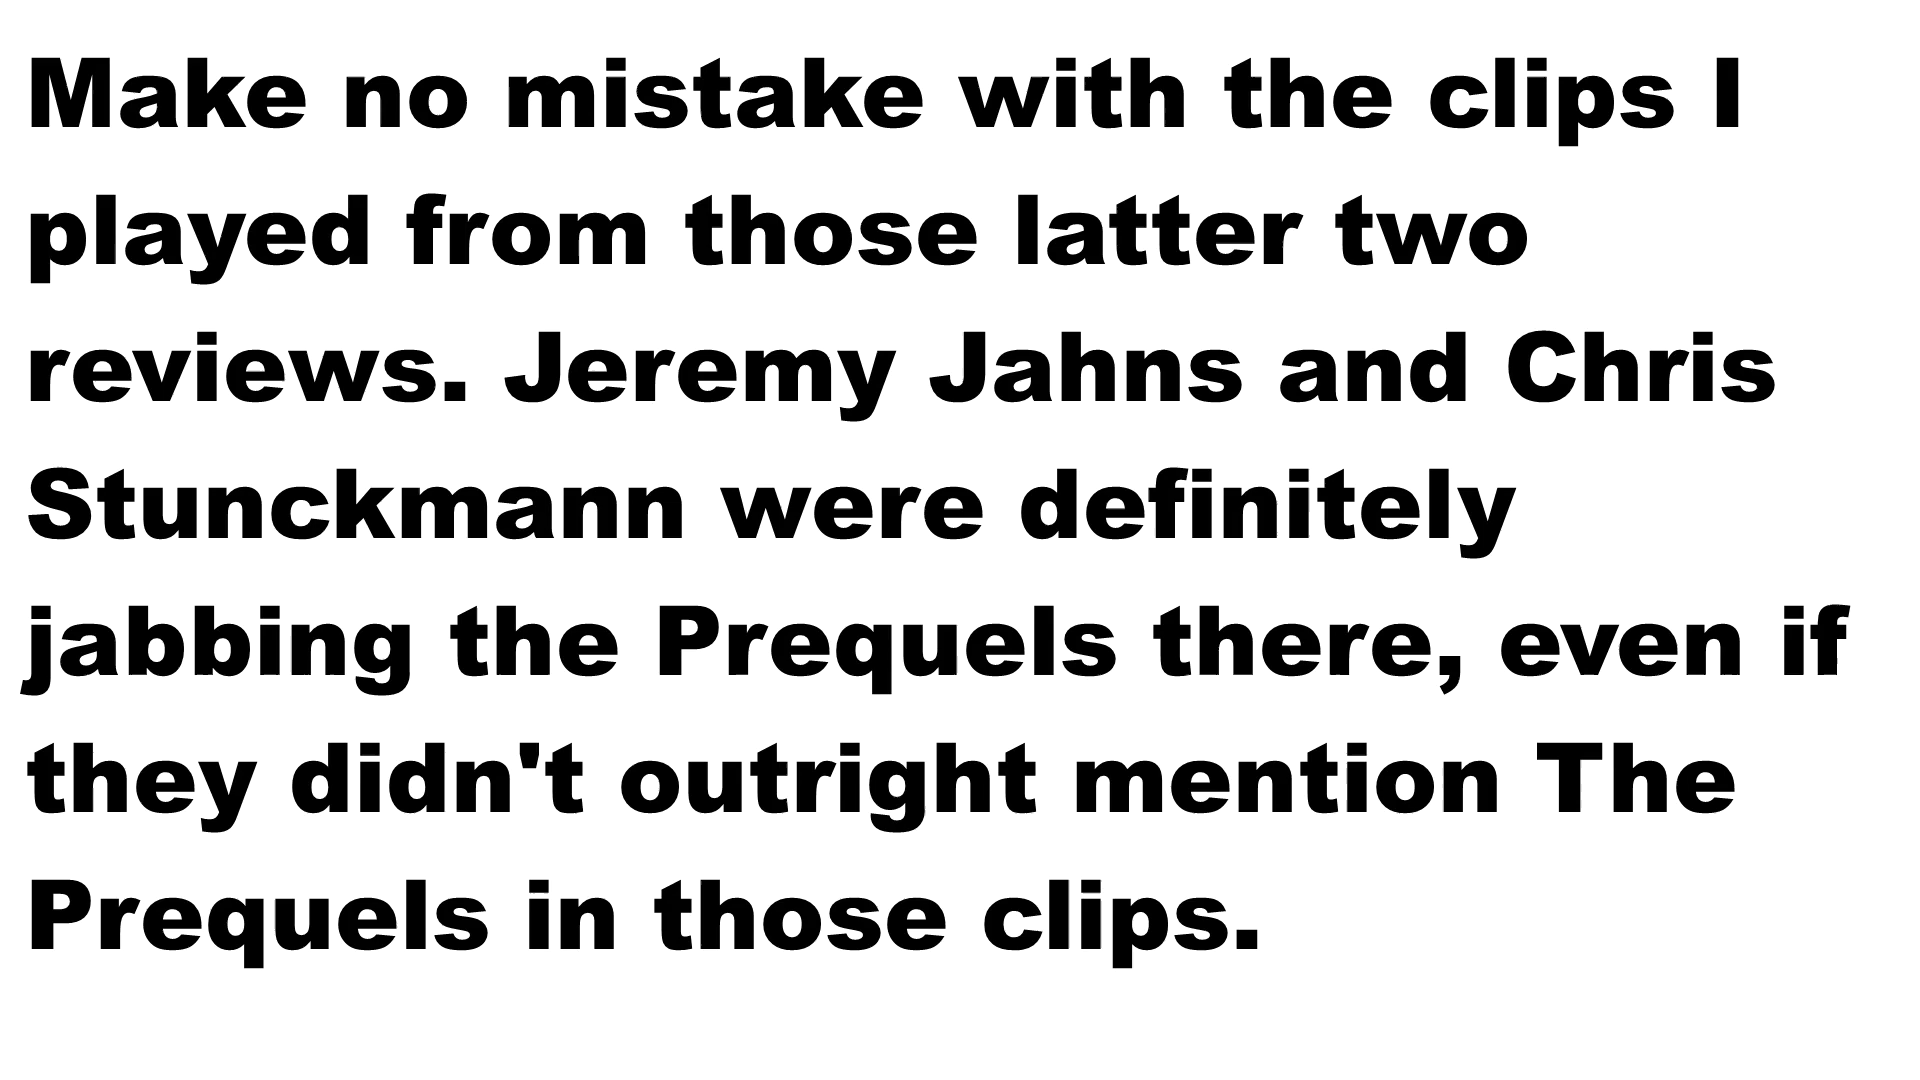 Make no mistake with the clips I
played from those latter two
reviews. Jeremy Jahns and Chris
Stunckmann were definitely
jabbing the Prequels there, even if
they didn't outright mention The
Prequels in those clips.